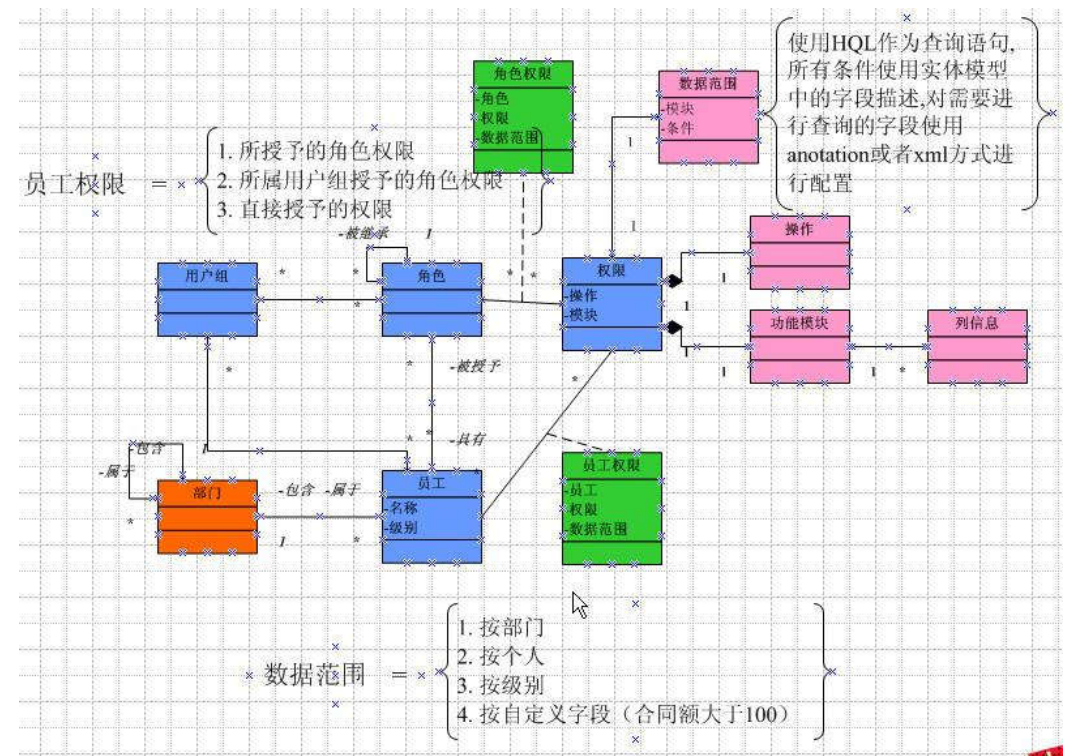 使用HQL作为查询语句,
所有条件使用实体模型
中的字段描述,对需要进
行查询的字段使用
anotation或者xml方式进
行配置
角色权限
-角色
-权限
-数据范围
数据范围
-模块
-条件
1
1
员工权限 =
1. 所授予的角色权限
2. 所属用户组授予的角色权限
3. 直接授予的权限
-被继承
1
*
*
用户组
*
*
角色
*
*
权限
-操作
-模块
操作
1
1
功能模块
1
1
1
*
列信息
*
*
-被授予
*
*
*
-具有
*
-包含
1
-属于
*
部门
-包含 -属于
1
*
员工
-名称
-级别
员工权限
-员工
-权限
-数据范围
数据范围 =
1. 按部门
2. 按个人
3. 按级别
4. 按自定义字段（合同额大于100）